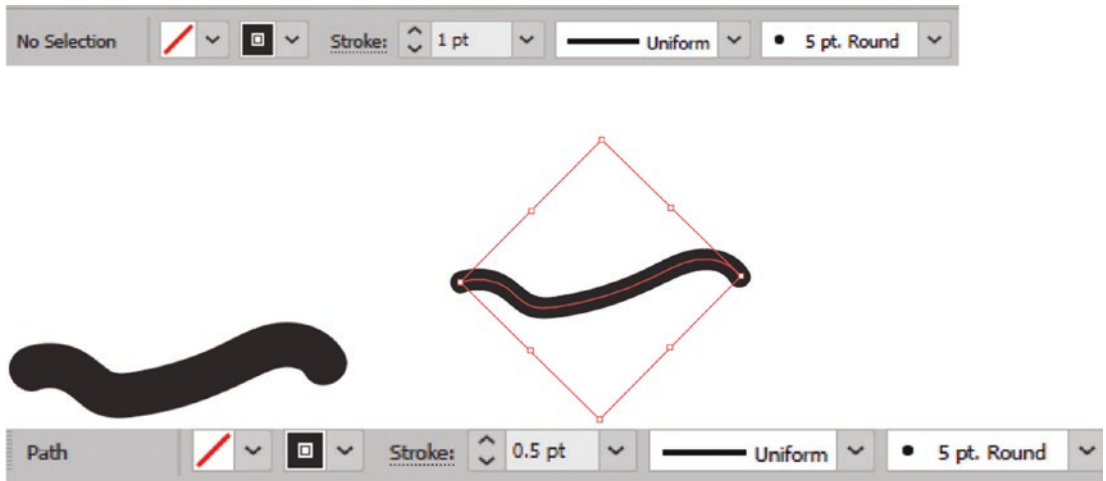 No Selection Stroke: 1 pt Uniform 5 pt. Round
Path Stroke: 0.5 pt Uniform 5 pt. Round